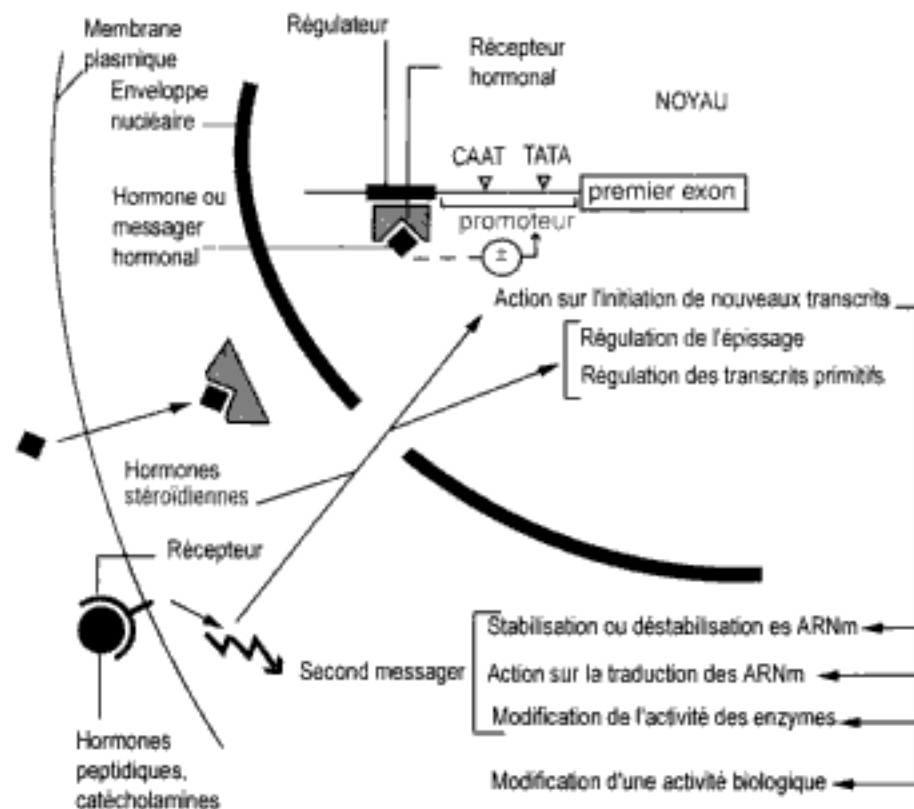 Membrane
plasmique
Régulateur
Récepteur
hormonal
Enveloppe
nucléaire
NOYAU
CAAT
TATA
premier exon
Hormone ou
messager
hormonal
promoteur
±
Action sur l'initiation de nouveaux transcrits
Régulation de l'épissage
Régulation des transcrits primitifs
Hormones
stéroïdiennes
Récepteur
Second messager
Stabilisation ou déstabilisation es ARNm
Action sur la traduction des ARNm
Modification de l'activité des enzymes
Modification d'une activité biologique
Hormones
peptidiques,
catécholamines